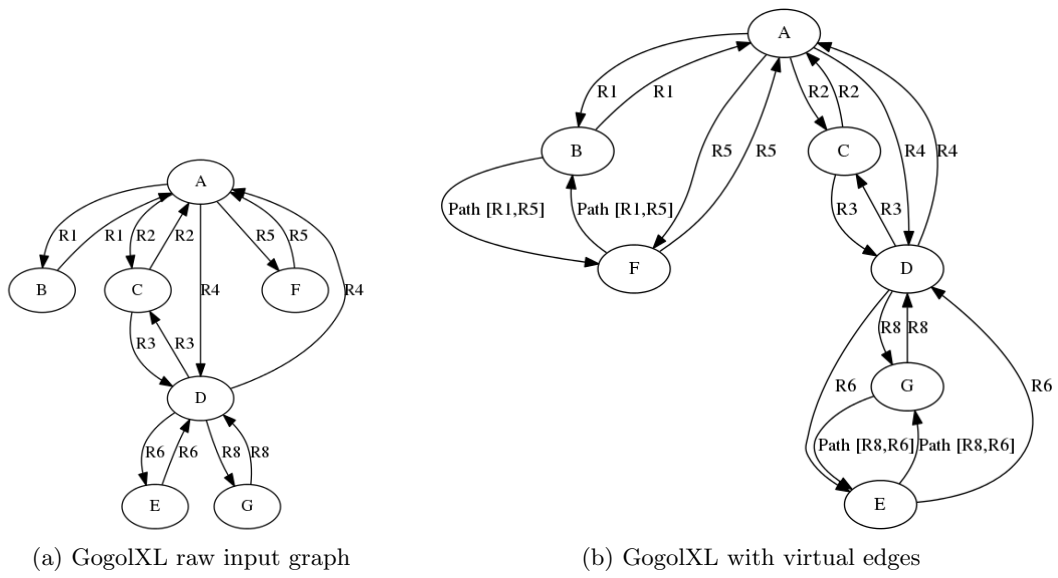 A
R1
R1
R2
R2
R5
R5
B
C
F
R4
R4
R3
R3
D
R6
R6
R8
R8
E
G
(a) GogolXL raw input graph
A
R1
R1
R2
R2
B
C
R5
R5
R4
R4
Path [R1,R5]
Path [R1,R5]
R3
R3
F
D
R8
R8
R6
G
R6
Path [R8,R6]
Path [R8,R6]
E
(b) GogolXL with virtual edges